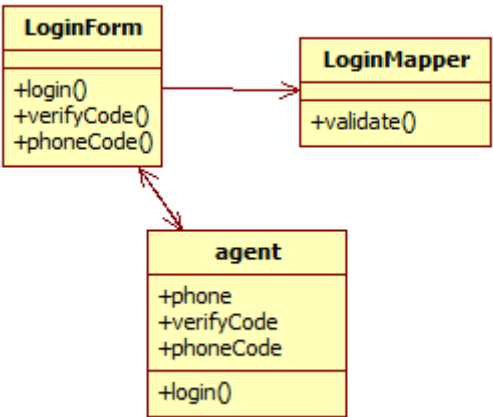 LoginForm
+login()
+verifyCode()
+phoneCode()
LoginMapper
+validate()
agent
+phone
+verifyCode
+phoneCode
+login()